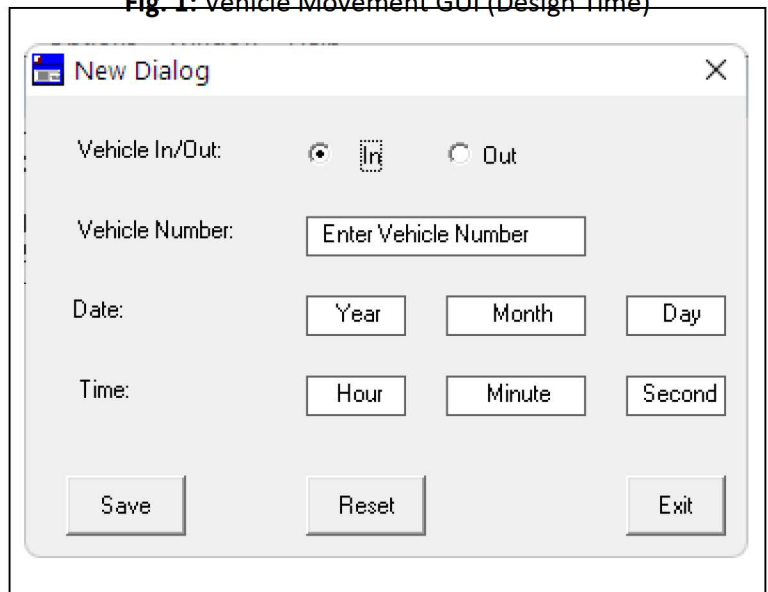 Fig. 1: Vehicle Movement GUI (Design Time)
New Dialog
Vehicle In/Out: In Out
Vehicle Number: Enter Vehicle Number
Date: Year Month Day
Time: Hour Minute Second
Save Reset Exit